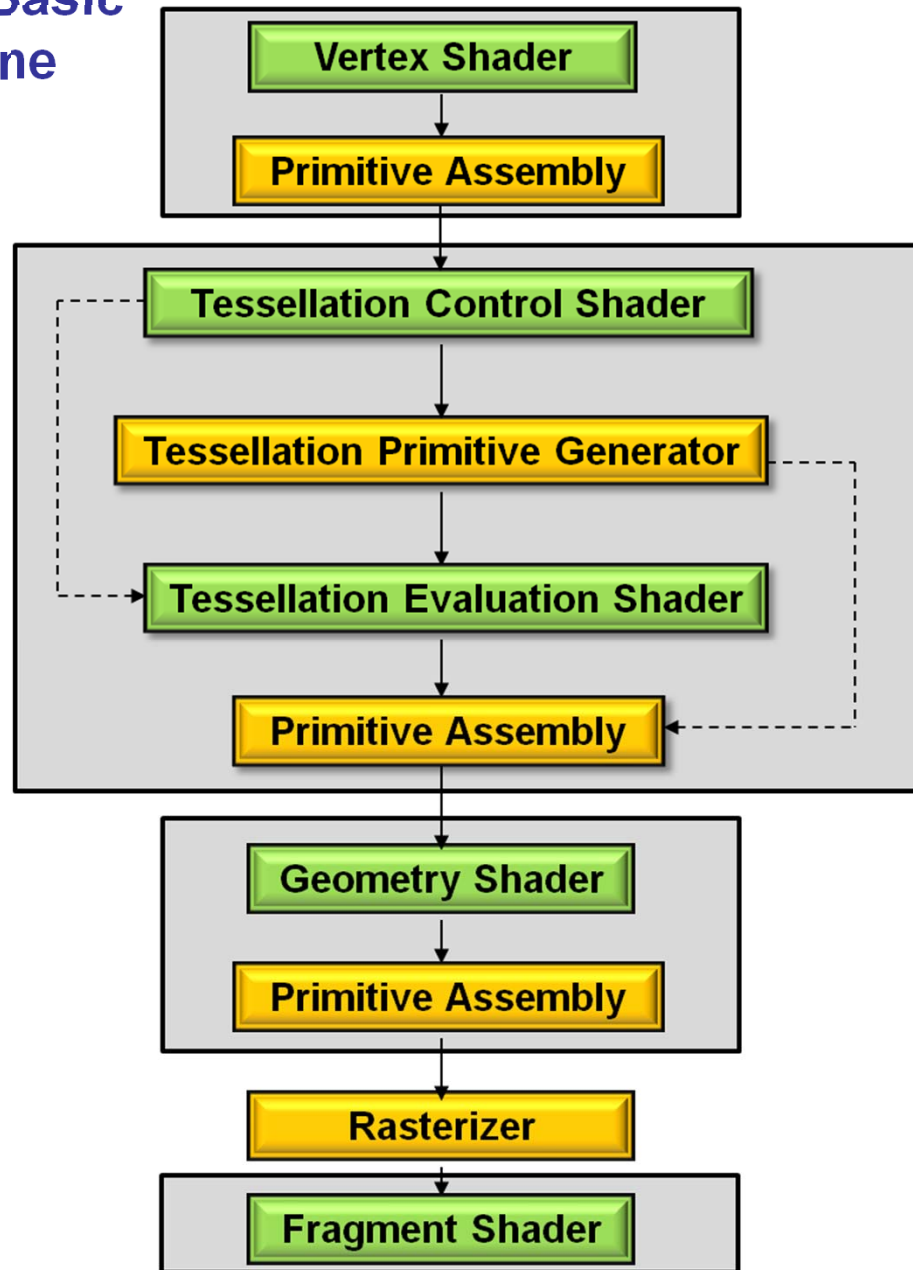 Basic
ne
Vertex Shader
Primitive Assembly
Tessellation Control Shader
Tessellation Primitive Generator
Tessellation Evaluation Shader
Primitive Assembly
Geometry Shader
Primitive Assembly
Rasterizer
Fragment Shader